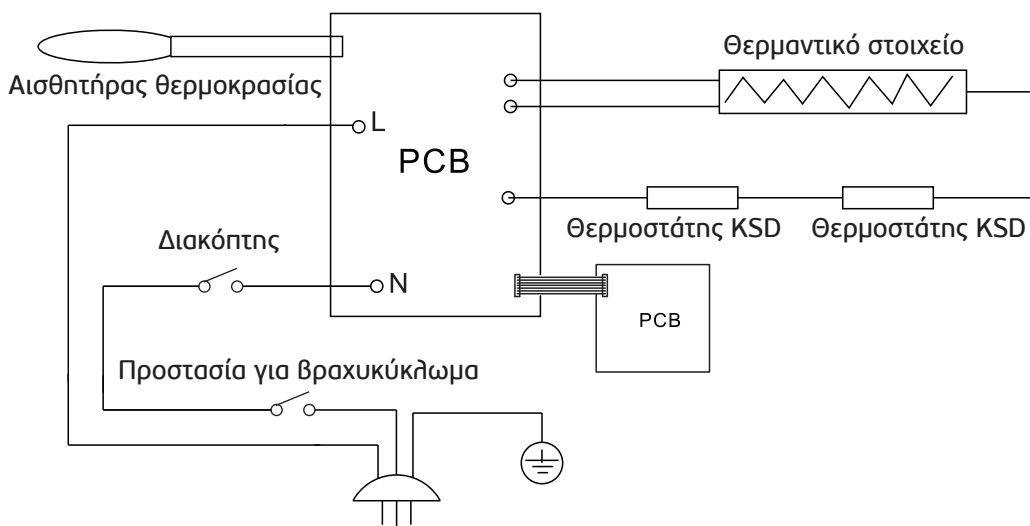 Θερμαντικό στοιχείο
Αισθητήρας θερμοκρασίας
L
PCB
Θερμοστάτης KSD
Θερμοστάτης KSD
Διακόπτης
N
PCB
Προστασία για βραχυκύκλωμα